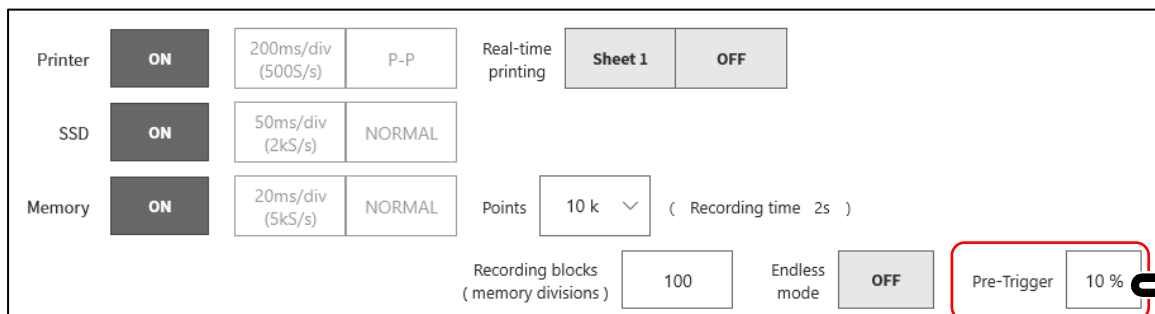 Printer ON 200ms/div (500S/s) P-P Real-time printing Sheet 1 OFF
SSD ON 50ms/div (2kS/s) NORMAL
Memory ON 20ms/div (5kS/s) NORMAL Points 10 k ( Recording time 2s )
Recording blocks ( memory divisions ) 100 Endless mode OFF Pre-Trigger 10 %